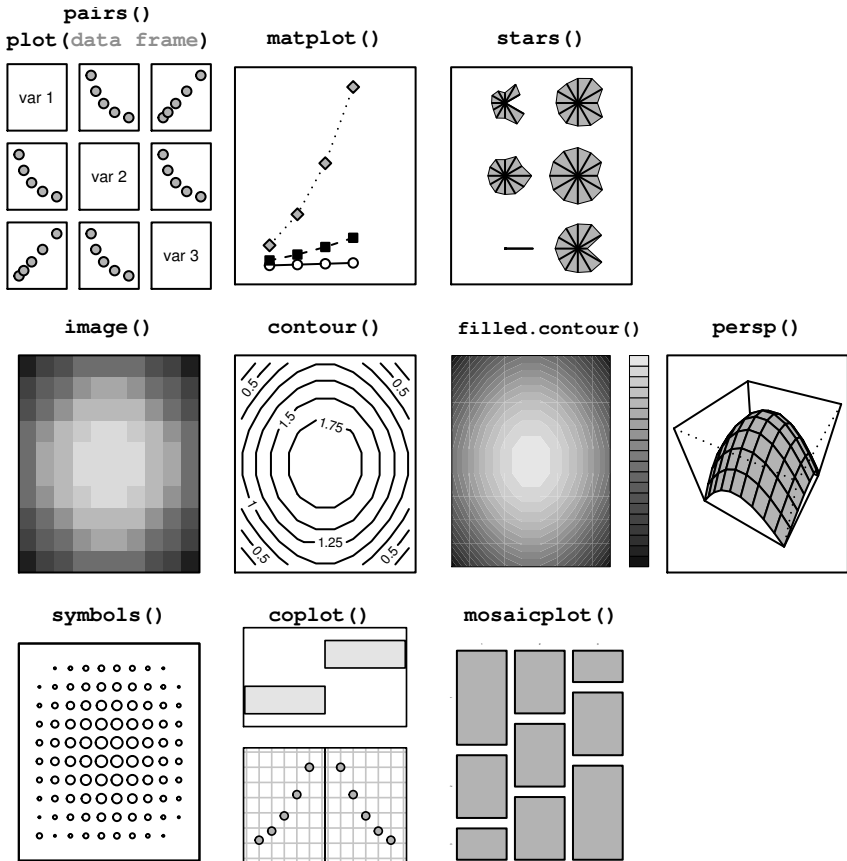 pairs()
plot(data frame)
matplot()
stars()
var 1
var 2
var 3
image()
contour()
filled.contour()
persp()
0.5
0.5
1.5
1.75
1
1.25
0.5
0.5
symbols()
coplot()
mosaicplot()